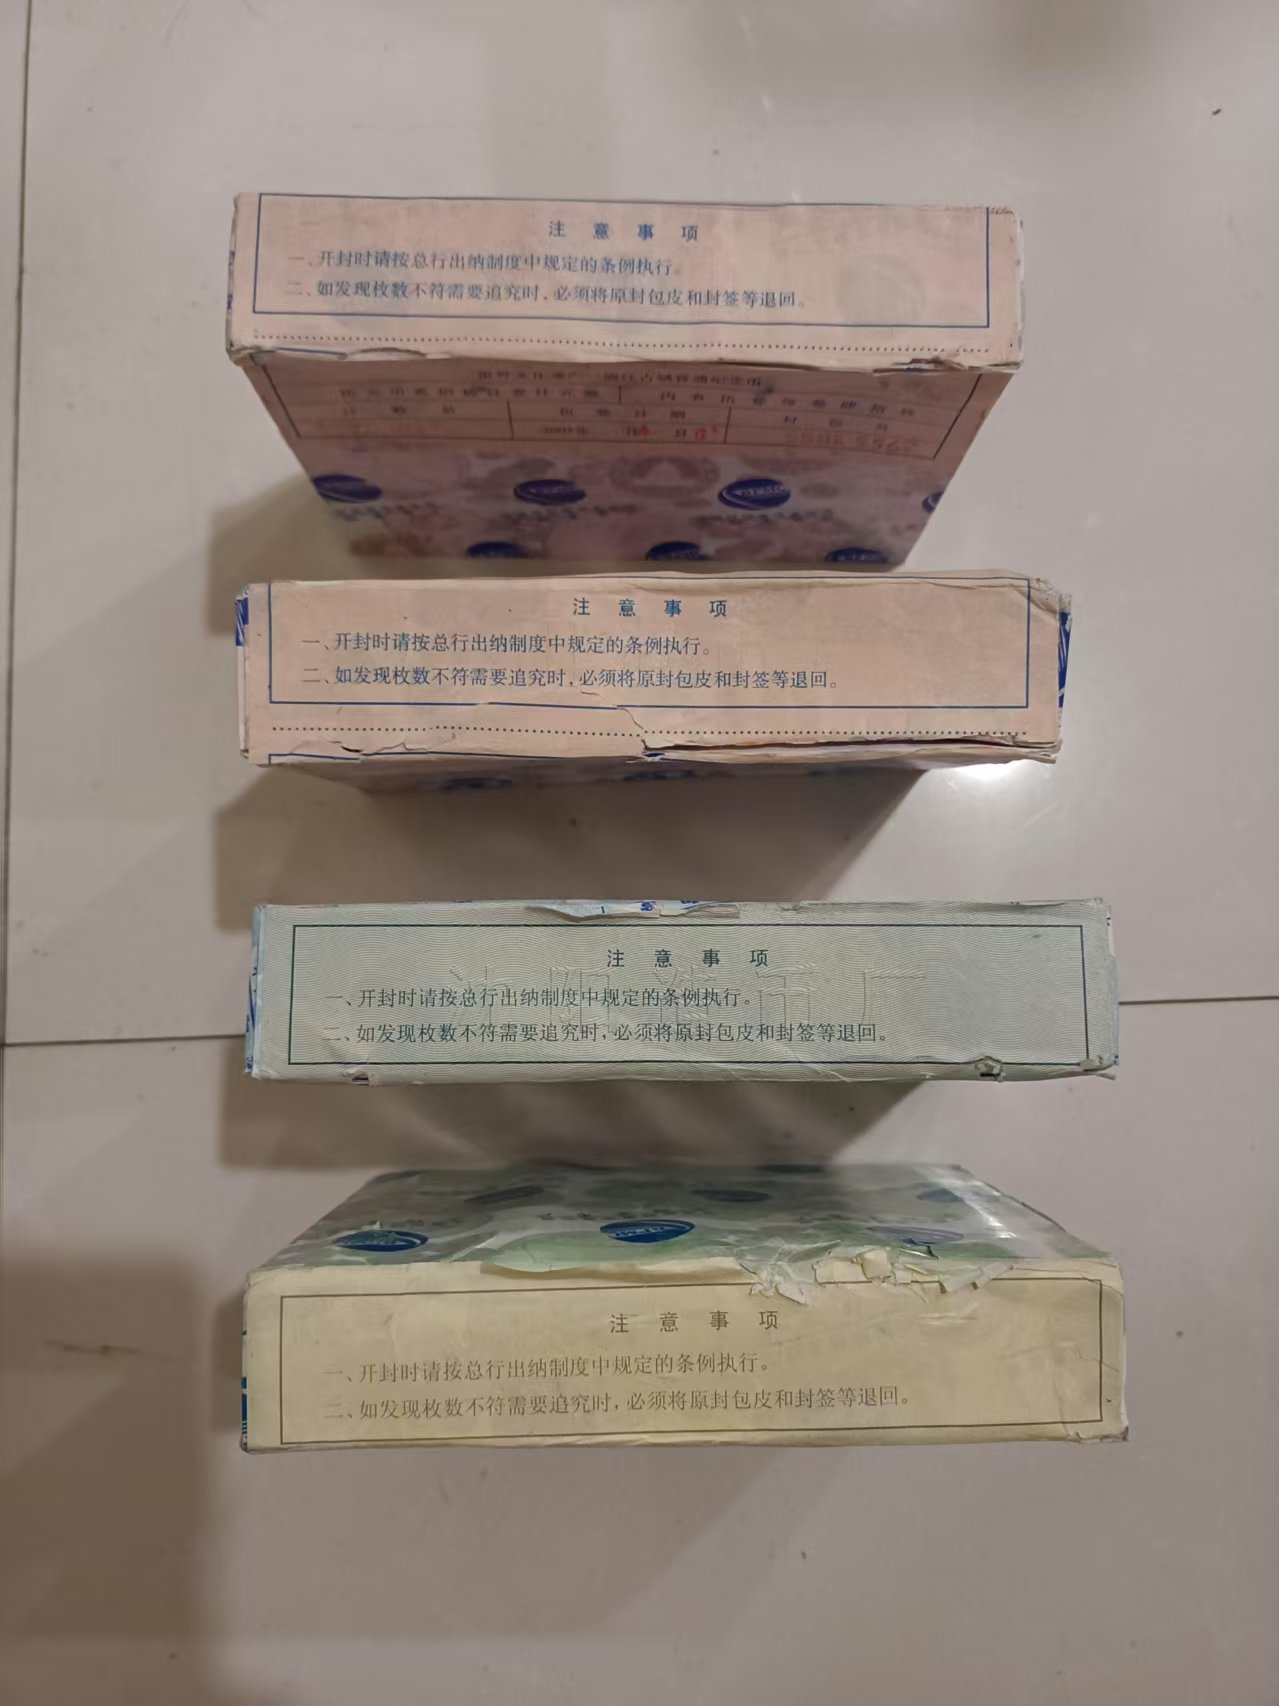 注意事项
一、开封时请按总行出纳制度中规定的条例执行。
二、如发现枚数不符需要追究时，必须将原封包皮和封签等退回。
注意事项
一、开封时请按总行出纳制度中规定的条例执行。
二、如发现枚数不符需要追究时，必须将原封包皮和封签等退回。
注意事项
沈阳造币厂
一、开封时请按总行出纳制度中规定的条例执行。
二、如发现枚数不符需要追究时，必须将原封包皮和封签等退回。
注意事项
一、开封时请按总行出纳制度中规定的条例执行。
二、如发现枚数不符需要追究时，必须将原封包皮和封签等退回。